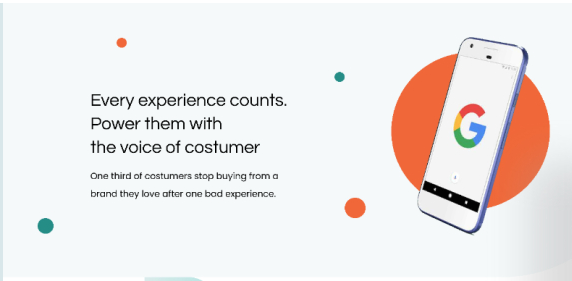 Every experience counts.
Power them with
the voice of costumer
One third of costumers stop buying from a
brand they love after one bad experience.